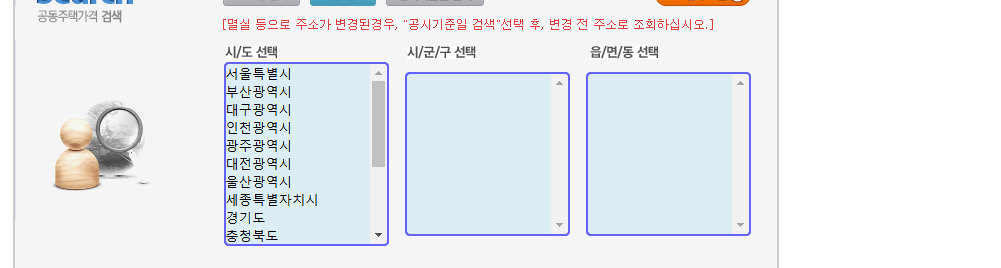 Search
공동주택가격 검색
[멸실 등으로 주소가 변경된경우, "공시기준일 검색"선택 후, 변경 전 주소로 조회하십시오.]
시/도 선택
시/군/구 선택
읍/면/동 선택
서울특별시
부산광역시
대구광역시
인천광역시
광주광역시
대전광역시
울산광역시
세종특별자치시
경기도
충청북도